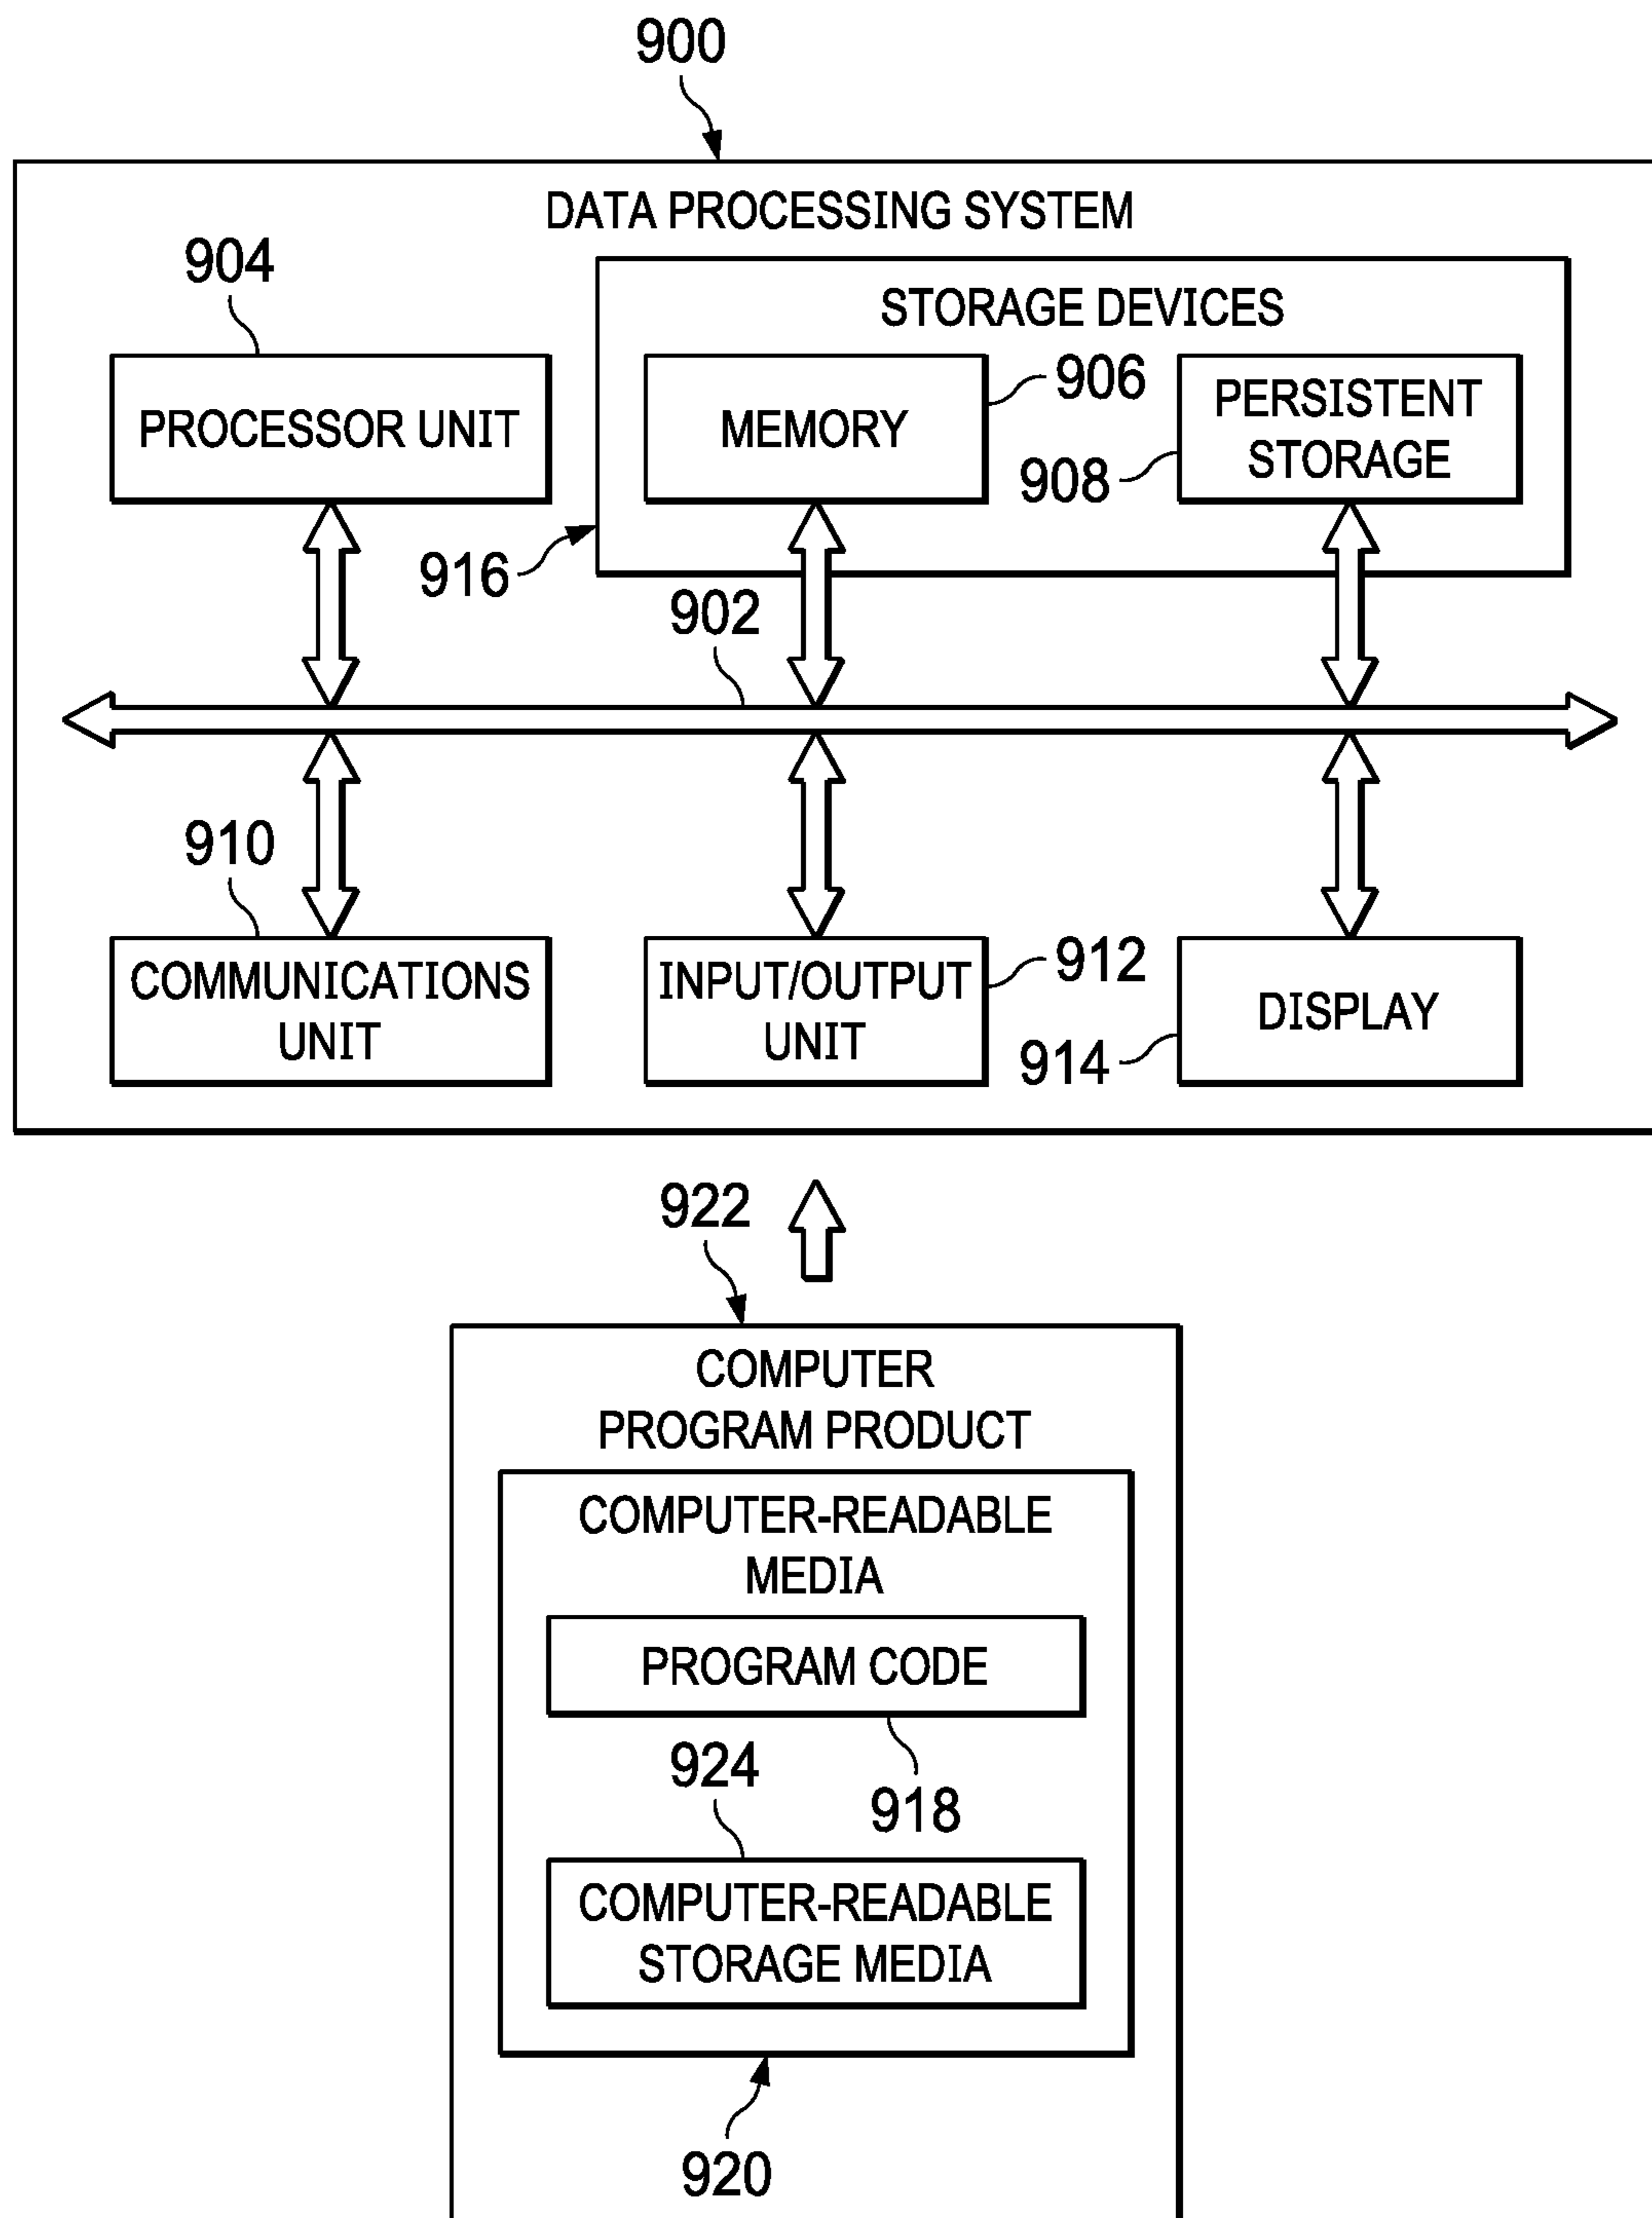 900
DATA PROCESSING SYSTEM
904
STORAGE DEVICES
PROCESSOR UNIT
MEMORY
906
PERSISTENT
STORAGE
908
916
902
910
COMMUNICATIONS
UNIT
INPUT/OUTPUT
UNIT
912
914
DISPLAY
922
COMPUTER
PROGRAM PRODUCT
COMPUTER-READABLE
MEDIA
PROGRAM CODE
924
918
COMPUTER-READABLE
STORAGE MEDIA
920